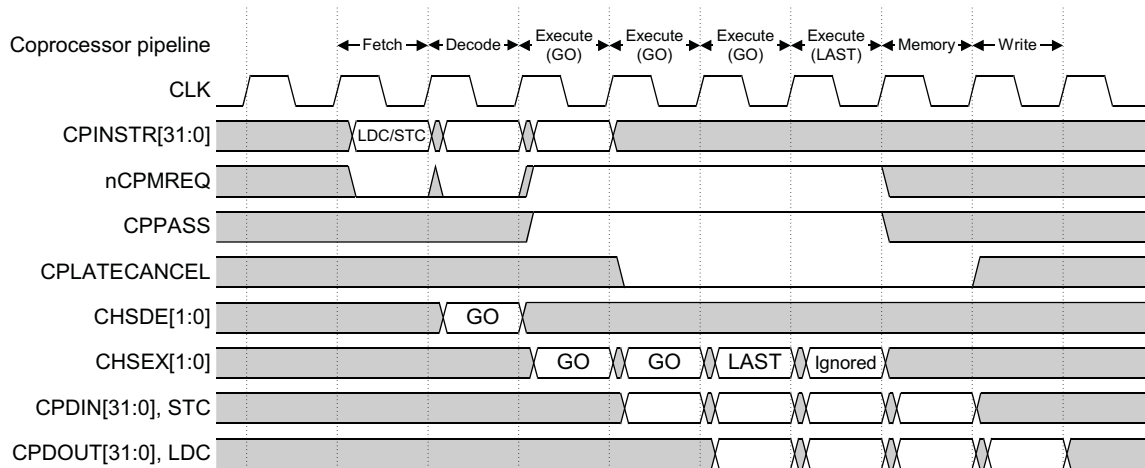 Coprocessor pipeline
Fetch
Decode
Execute
(GO)
Execute
(GO)
Execute
(GO)
Execute
(LAST)
Memory
Write
CLK
CPINSTR[31:0]
LDC/STC
nCPMREQ
CPPASS
CPLATECANCEL
CHSDE[1:0]
GO
CHSEX[1:0]
GO
GO
LAST
Ignored
CPDIN[31:0], STC
CPDOUT[31:0], LDC